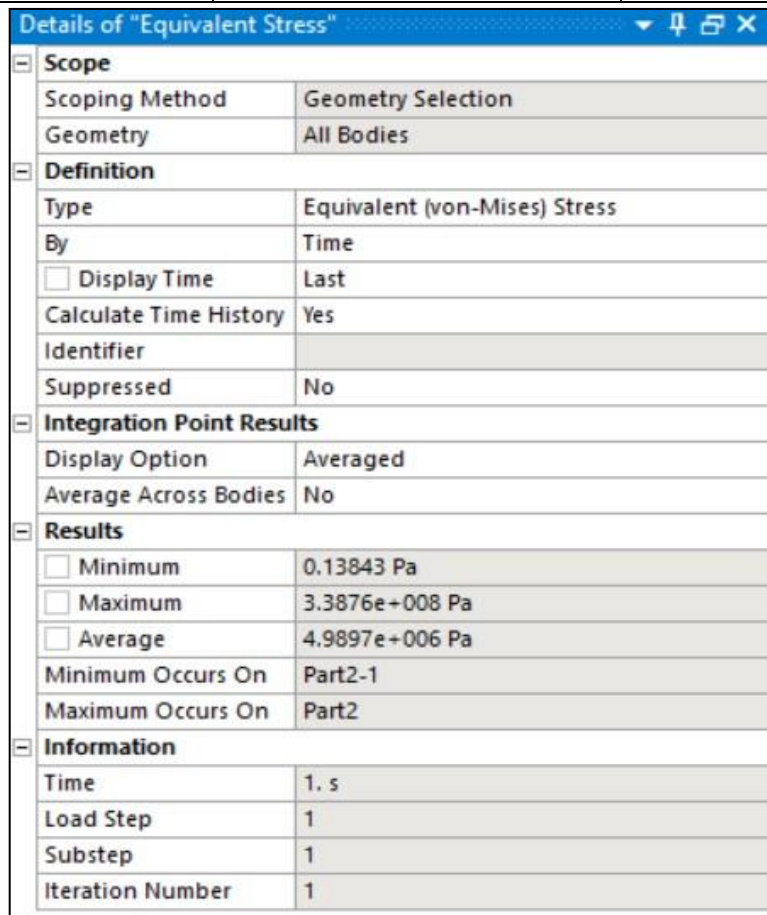 Details of "Equivalent Stress"
Scope
Scoping Method Geometry Selection
Geometry All Bodies
Definition
Type Equivalent (von-Mises) Stress
By Time
Display Time Last
Calculate Time History Yes
Identifier
Suppressed No
Integration Point Results
Display Option Averaged
Average Across Bodies No
Results
Minimum 0.13843 Pa
Maximum 3.3876e+008 Pa
Average 4.9897e+006 Pa
Minimum Occurs On Part2-1
Maximum Occurs On Part2
Information
Time 1. s
Load Step 1
Substep 1
Iteration Number 1